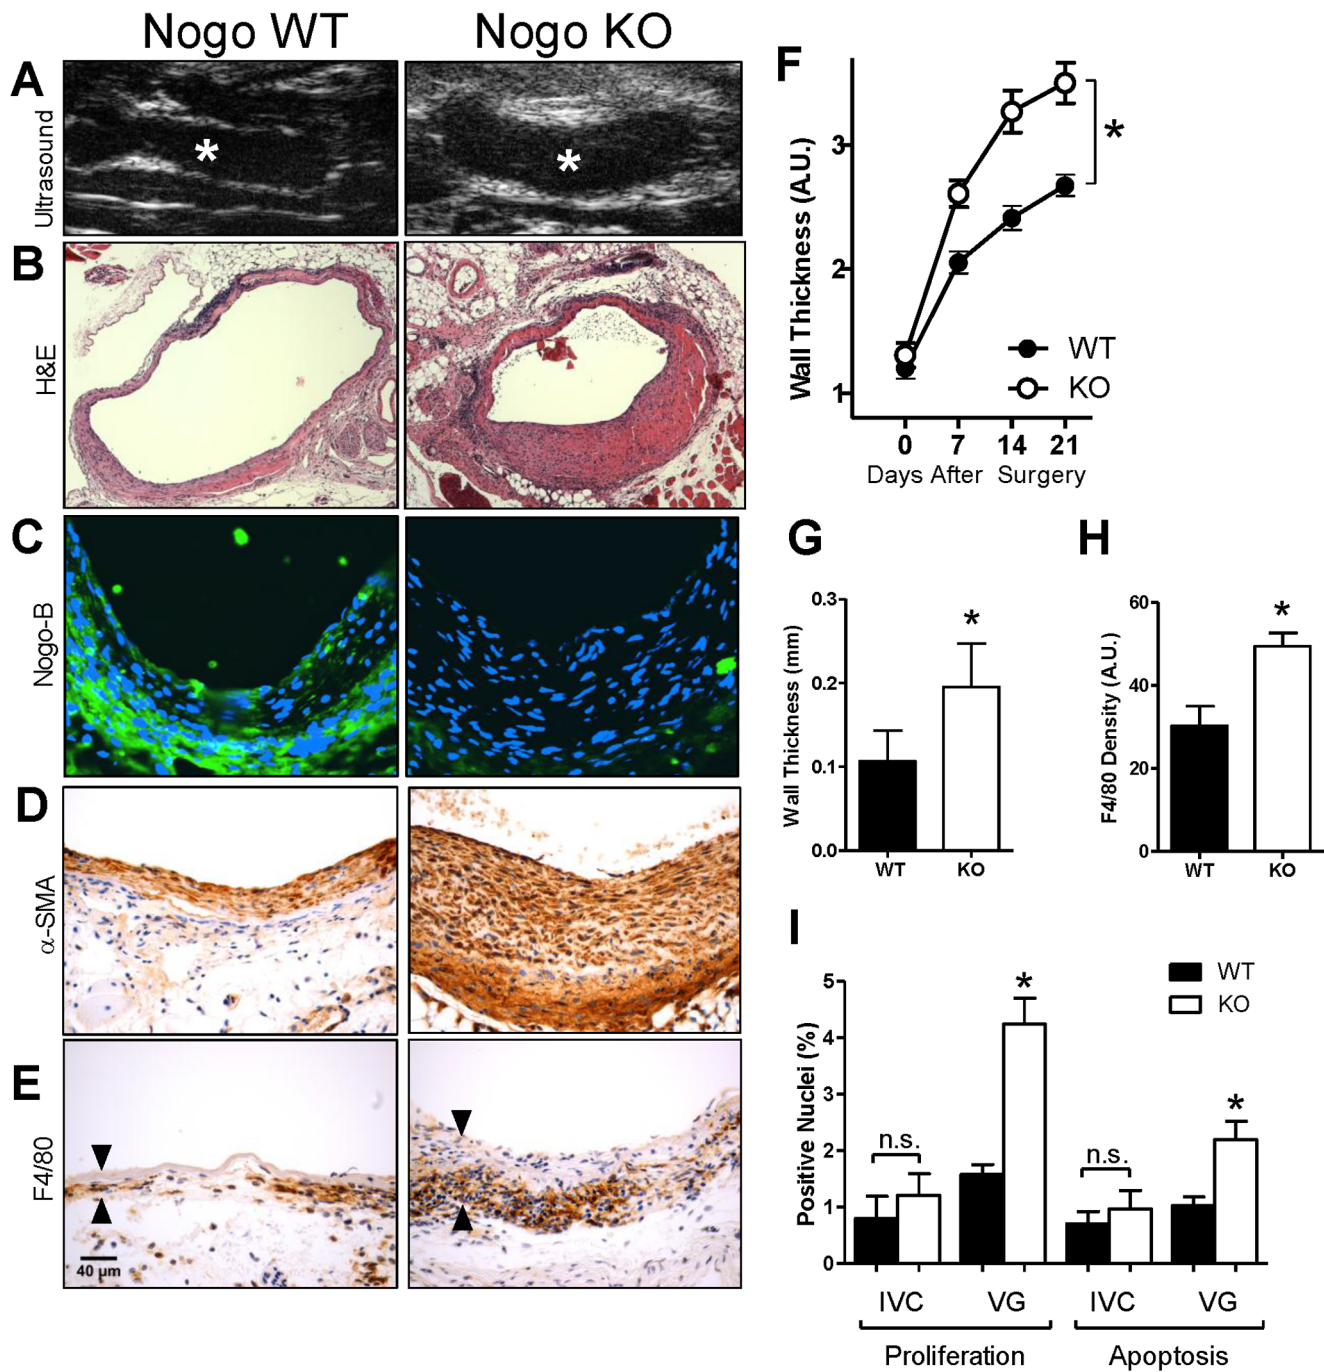 Nogo WT
Nogo KO
A
Ultrasound
*
*
B
H&E
C
Nogo-B
D
α-SMA
E
F4/80
40 µm
F
Wall Thickness (A.U.)
3
2
1
*
WT
KO
0 7 14 21
Days After Surgery
G
Wall Thickness (mm)
0.3
0.2
0.1
0.0
*
WT KO
H
F4/80 Density (A.U.)
60
40
20
0
*
WT KO
I
WT
KO
Positive Nuclei (%)
5
4
3
2
1
0
n.s.
*
n.s.
*
IVC VG IVC VG
Proliferation Apoptosis